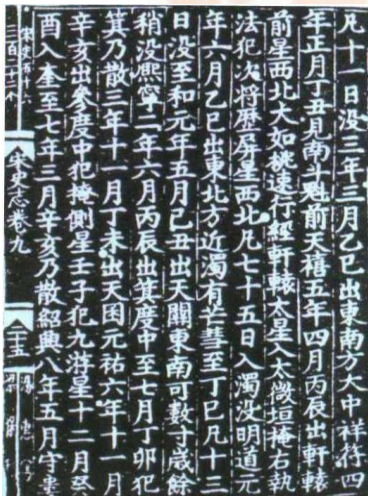 凡十一日沒三年三月乙巳出東南方大中祥符四
年正月丁丑見南斗魁前天禧五年四月丙辰出軒轅
前星西北大如桃速行經軒轅太星入太微垣掩右執
法犯次將歷屏星西北凡七十五日入濁沒明道元
年六月乙巳出東北方近濁有芒彗至丁巳凡十三
日沒至和元年五月己丑出天關東南可數寸歲餘
稍沒熙寧二年六月丙辰出箕度中至七月丁卯犯
箕乃散三年十一月丁未出天囷元祐六年十一月
辛亥出參度中犯掩側星壬子犯九斿星十二月癸
酉入奎至七年三月辛亥乃散紹興八年五月守婁
宋史志卷九